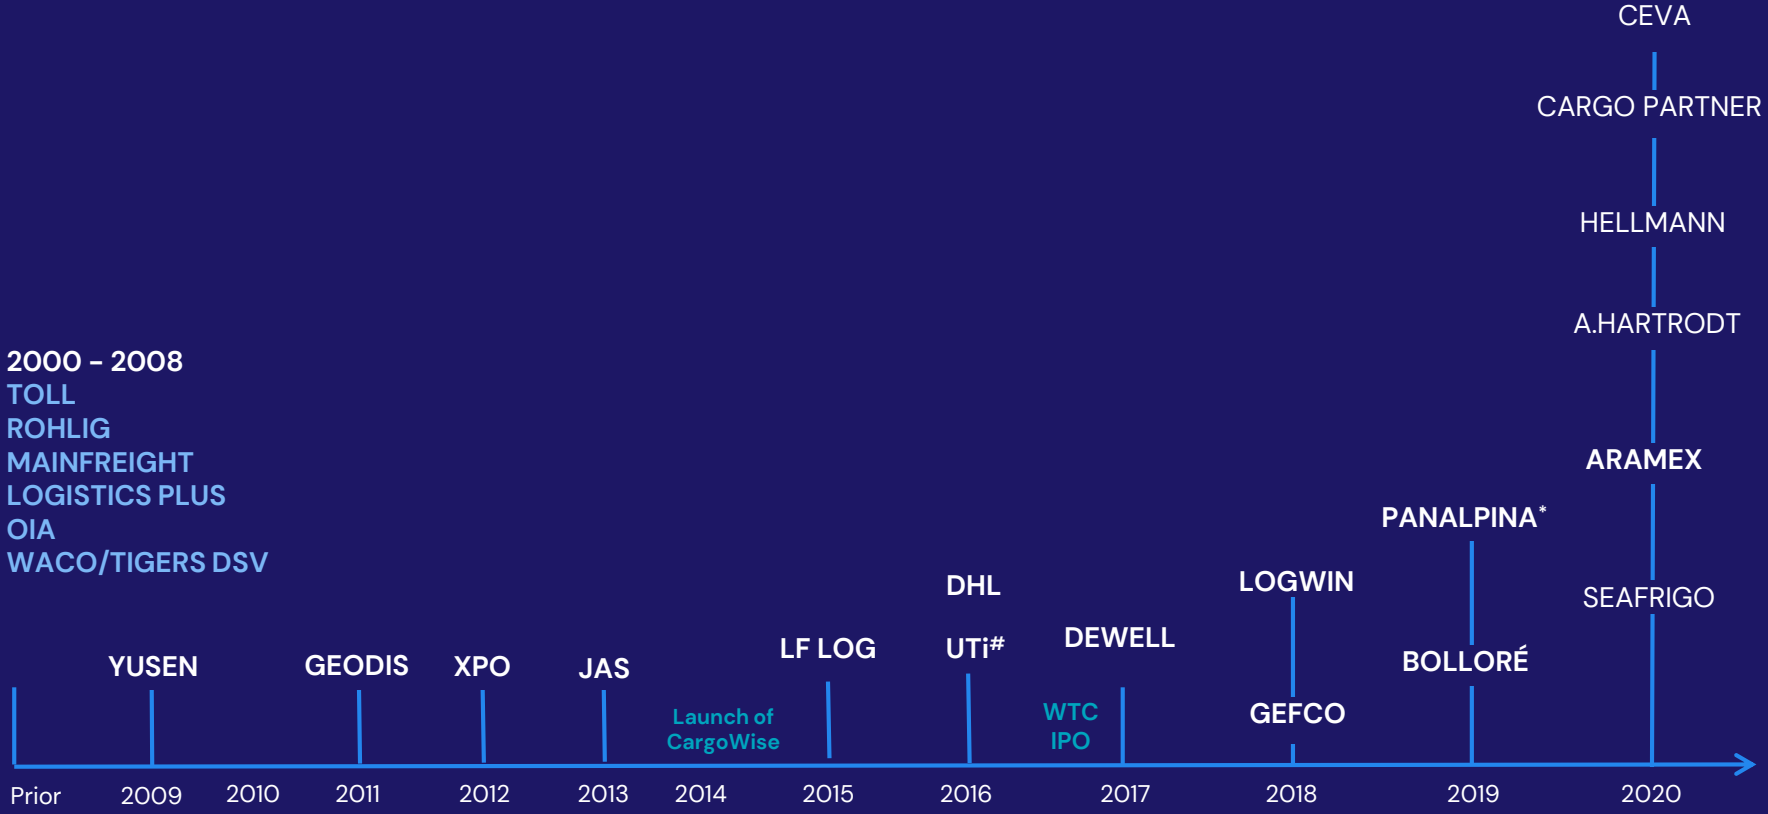 CEVA
CARGO PARTNER
HELLMANN
A.HARTRODT
2000 – 2008
TOLL
ROHLIG
MAINFREIGHT
LOGISTICS PLUS
OIA
WACO/TIGERS DSV
ARAMEX
PANALPINA*
SEAFRIGO
LOGWIN
DHL
DEWELL
UTi#
LF LOG
BOLLORÉ
YUSEN
GEODIS
XPO
JAS
GEFCO
Launch of
CargoWise
WTC
IPO
Prior 2009 2010 2011 2012 2013 2014 2015 2016 2017 2018 2019 2020